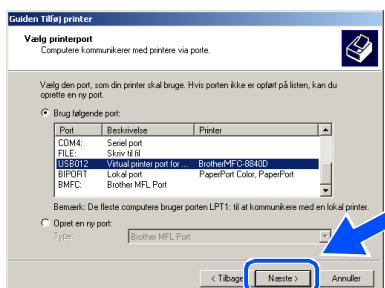 Guiden Tilføj printer
Vælg printerport
Computere kommunikerer med printere via porte.
Vælg den port, som din printer skal bruge. Hvis porten ikke er opført på listen, kan du
oprette en ny port.
Brug følgende port:
Port Beskrivelse Printer
COM4: Seriel port
FILE: Skriv til fil
USB012 Virtual printer port for ... BrotherMFC-8840D
BIPORT Lokal port PaperPort Color, PaperPort
BMFC: Brother MFL Port
Bemærk: De fleste computere bruger porten LPT1: til at kommunikere med en lokal printer.
Opret en ny port:
Type: Brother MFL Port
< Tilbage Næste > Annuller